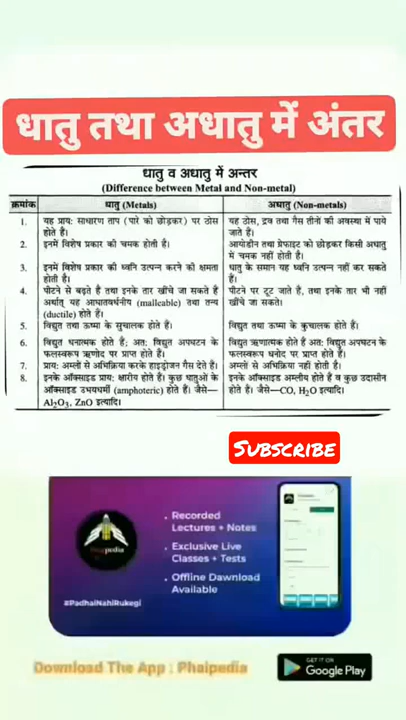 धातु तथा अधातु में अंतर
धातु व अधातु में अन्तर
(Difference between Metal and Non-metal)
क्रमांक धातु (Metals) अधातु (Non-metals)
1. यह प्रायः साधारण ताप (पारे को छोड़कर) पर ठोस होते हैं। यह ठोस, द्रव तथा गैस तीनों की अवस्था में पाये जाते हैं।
2. इनमें विशेष प्रकार की चमक होती है। आयोडीन तथा ग्रेफाइट को छोड़कर किसी अधातु में चमक नहीं होती है।
3. इनमें विशेष प्रकार की ध्वनि उत्पन्न करने की क्षमता होती है। धातु के समान यह ध्वनि उत्पन्न नहीं कर सकते हैं।
4. पीटने से बढ़ते हैं तथा इनके तार खींचे जा सकते हैं अर्थात् यह आघातवर्धनीय (malleable) तथा तन्य (ductile) होते हैं। पीटने पर टूट जाते हैं, तथा इनके तार भी नहीं खींचे जा सकते।
5. विद्युत तथा ऊष्मा के सुचालक होते हैं। विद्युत तथा ऊष्मा के कुचालक होते हैं।
6. विद्युत धनात्मक होते है; अतः विद्युत अपघटन के फलस्वरूप ऋणोद पर प्राप्त होते हैं। विद्युत ऋणात्मक होते हैं अतः विद्युत अपघटन के फलस्वरूप धनोद पर प्राप्त होते हैं।
7. प्रायः अम्लों से अभिक्रिया करके हाइड्रोजन गैस देते हैं। अम्लों से अभिक्रिया नहीं होती है।
8. इनके ऑक्साइड प्रायः क्षारीय होते हैं। कुछ धातुओं के ऑक्साइड उभयधर्मी (amphoteric) होते हैं। जैसे— Al₂O₃, ZnO इत्यादि। इनके ऑक्साइड अम्लीय होते हैं व कुछ उदासीन होते हैं। जैसे—CO, H₂O इत्यादि।
SUBSCRIBE
Phaipedia
. Recorded
Lectures + Notes
. Exclusive Live
Classes + Tests
. Offline Dawnload
Available
#PadhaiNahiRukegi
Download The App : Phaipedia
GET IT ON
Google Play